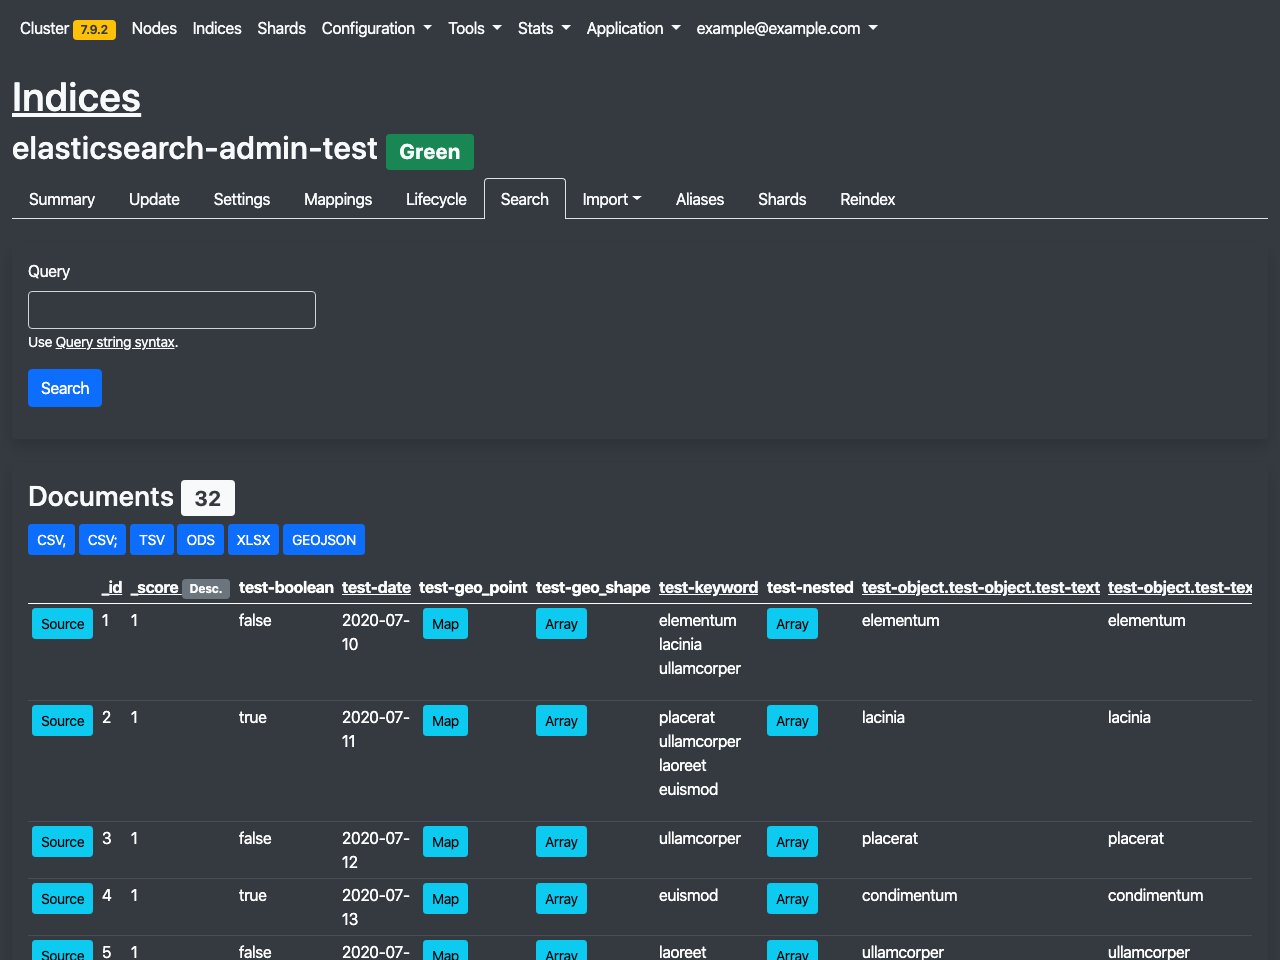 Cluster 7.9.2 Nodes Indices Shards Configuration Tools Stats Application example@example.com
Indices
elasticsearch-admin-test Green
Summary Update Settings Mappings Lifecycle Search Import Aliases Shards Reindex
Query
Use Query string syntax.
Search
Documents 32
CSV, CSV; TSV ODS XLSX GEOJSON
_id _score Desc. test-boolean test-date test-geo_point test-geo_shape test-keyword test-nested test-object.test-object.test-text test-object.test-tex
Source 1 1 false 2020-07- Map Array elementum Array elementum elementum
10 lacinia
ullamcorper
Source 2 1 true 2020-07- Map Array placerat Array lacinia lacinia
11 ullamcorper
laoreet
euismod
Source 3 1 false 2020-07- Map Array ullamcorper Array placerat placerat
12
Source 4 1 true 2020-07- Map Array euismod Array condimentum condimentum
13
Source 5 1 false 2020-07- Map Array laoreet Array ullamcorper ullamcorper